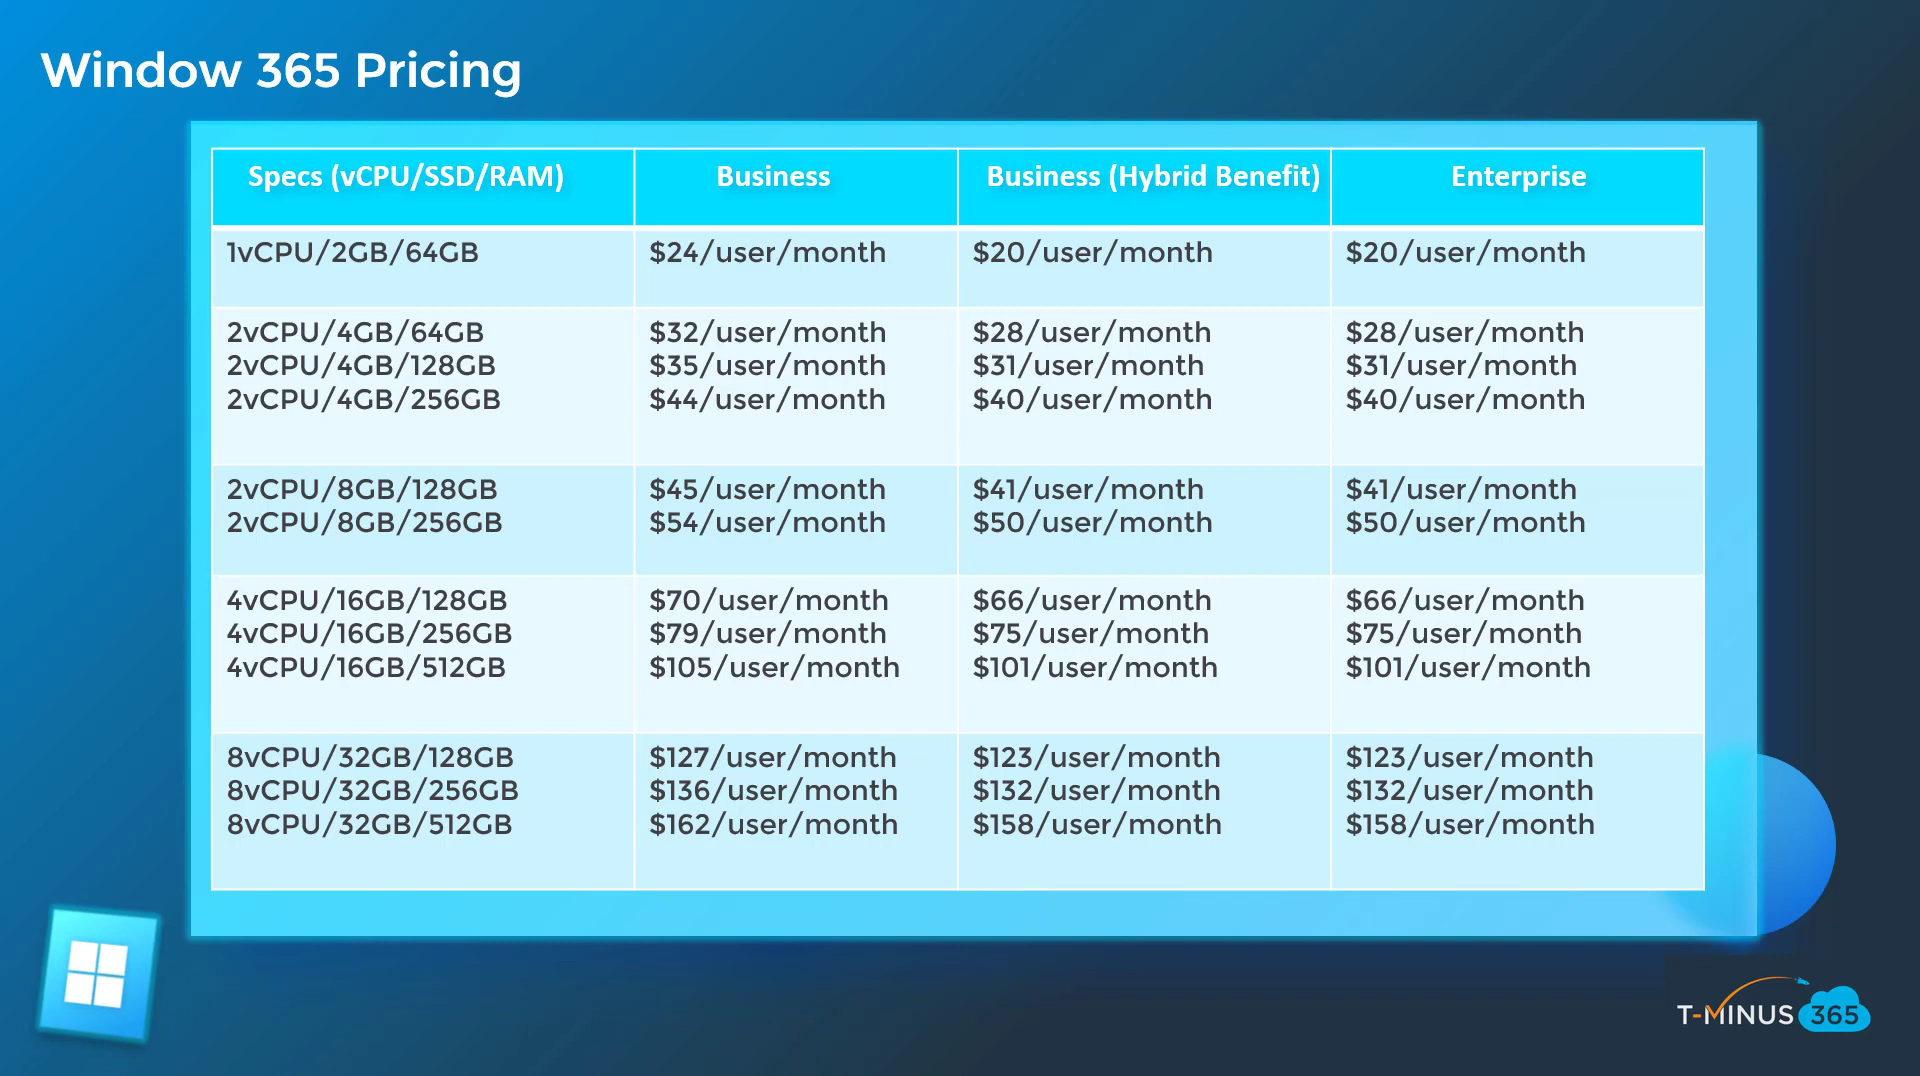 Window 365 Pricing
Specs (vCPU/SSD/RAM) Business Business (Hybrid Benefit) Enterprise
1vCPU/2GB/64GB $24/user/month $20/user/month $20/user/month
2vCPU/4GB/64GB $32/user/month $28/user/month $28/user/month
2vCPU/4GB/128GB $35/user/month $31/user/month $31/user/month
2vCPU/4GB/256GB $44/user/month $40/user/month $40/user/month
2vCPU/8GB/128GB $45/user/month $41/user/month $41/user/month
2vCPU/8GB/256GB $54/user/month $50/user/month $50/user/month
4vCPU/16GB/128GB $70/user/month $66/user/month $66/user/month
4vCPU/16GB/256GB $79/user/month $75/user/month $75/user/month
4vCPU/16GB/512GB $105/user/month $101/user/month $101/user/month
8vCPU/32GB/128GB $127/user/month $123/user/month $123/user/month
8vCPU/32GB/256GB $136/user/month $132/user/month $132/user/month
8vCPU/32GB/512GB $162/user/month $158/user/month $158/user/month
T-MINUS 365